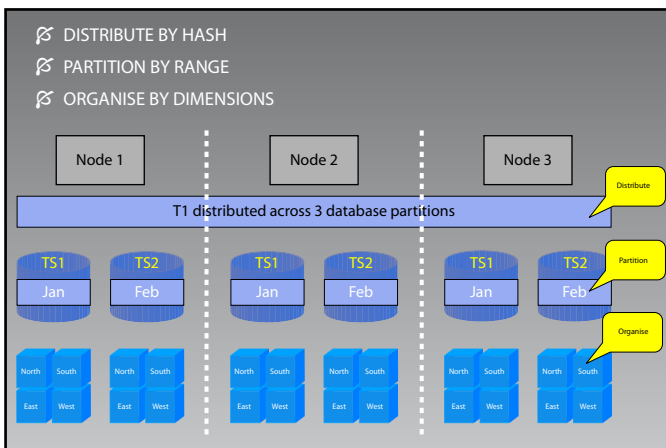 DISTRIBUTE BY HASH
PARTITION BY RANGE
ORGANISE BY DIMENSIONS
Node 1 Node 2 Node 3
Distribute
T1 distributed across 3 database partitions
TS1 TS2 TS1 TS2 TS1 TS2
Partition
Jan Feb Jan Feb Jan Feb
Organise
North South North South North South North South North South North South
East West East West East West East West East West East West